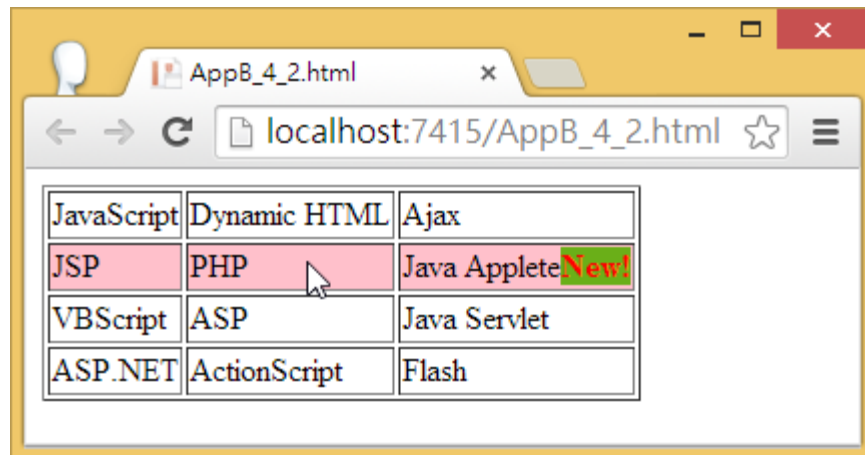 AppB_4_2.html
localhost:7415/AppB_4_2.html
JavaScript Dynamic HTML Ajax
JSP PHP Java AppleteNew!
VBScript ASP Java Servlet
ASP.NET ActionScript Flash